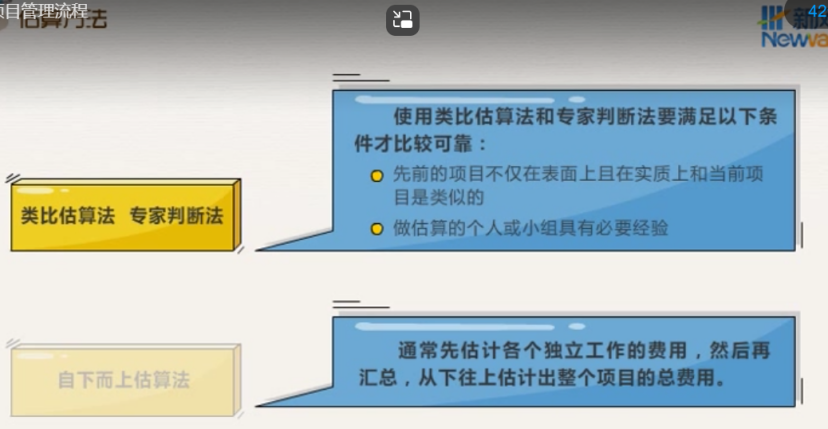 项目管理流程
估算方法
42
Newva
使用类比估算法和专家判断法要满足以下条
件才比较可靠：
先前的项目不仅在表面上且在实质上和当前项
目是类似的
做估算的个人或小组具有必要经验
类比估算法 专家判断法
通常先估计各个独立工作的费用，然后再
汇总，从下往上估计出整个项目的总费用。
自下而上估算法